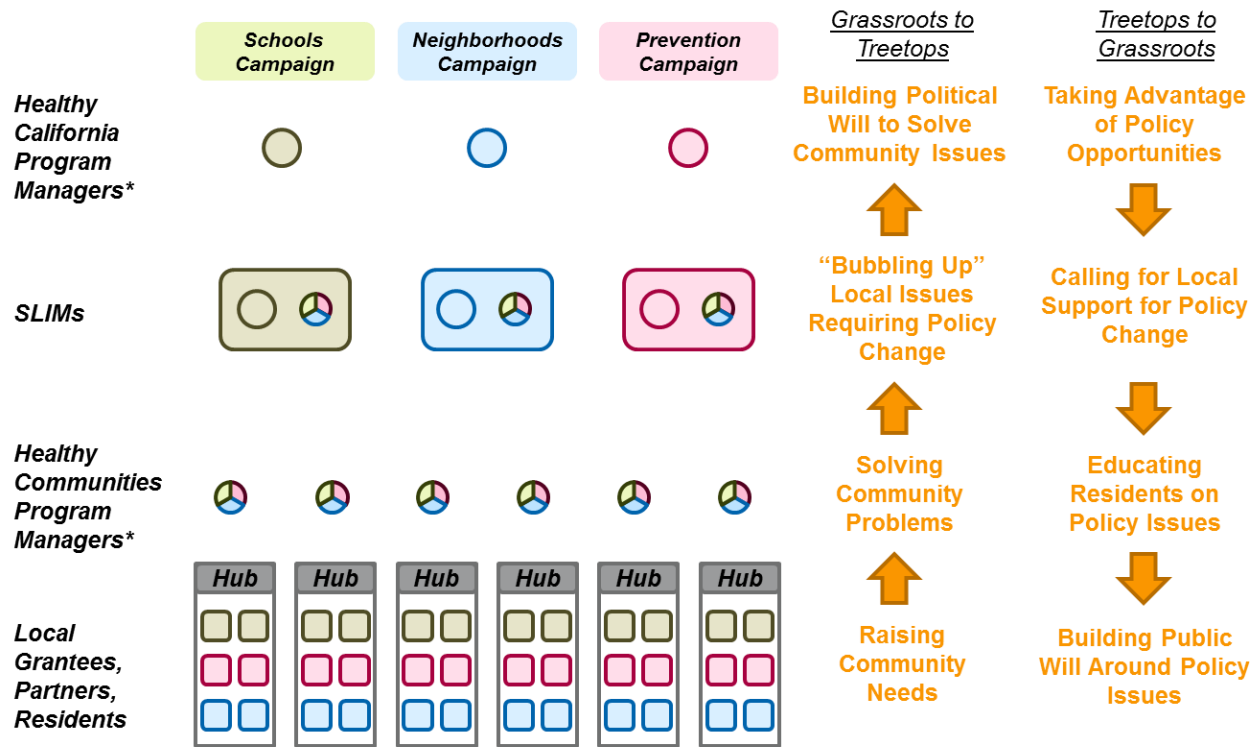 Schools
Campaign
Neighborhoods
Campaign
Prevention
Campaign
Grassroots to
Treetops
Treetops to
Grassroots
Healthy
California
Program
Managers*
Building Political
Will to Solve
Community Issues
Taking Advantage
of Policy
Opportunities
SLIMs
“Bubbling Up”
Local Issues
Requiring Policy
Change
Calling for Local
Support for Policy
Change
Healthy
Communities
Program
Managers*
Solving
Community
Problems
Educating
Residents on
Policy Issues
Hub
Hub
Hub
Hub
Hub
Hub
Local
Grantees,
Partners,
Residents
Raising
Community
Needs
Building Public
Will Around Policy
Issues